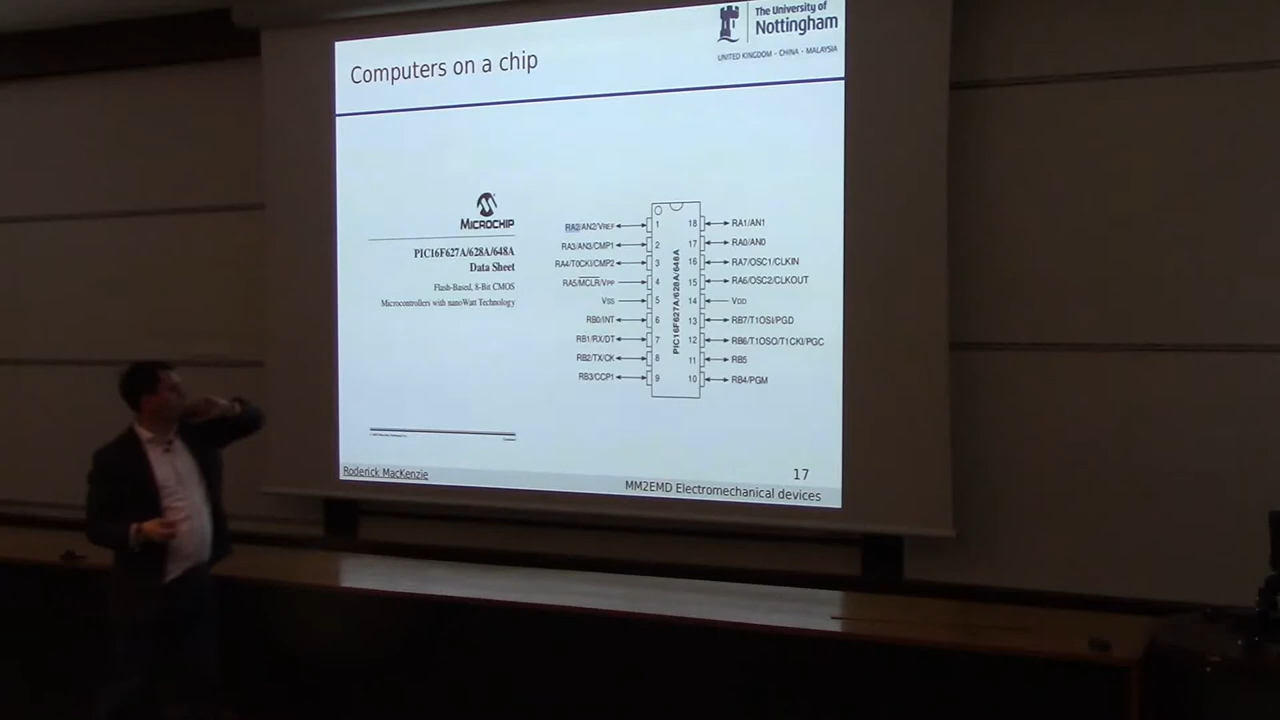 The University of
Nottingham
UNITED KINGDOM · CHINA · MALAYSIA
Computers on a chip
MICROCHIP
PIC16F627A/628A/648A
Data Sheet
Flash-Based, 8-Bit CMOS
Microcontrollers with nanoWatt Technology
RA2/AN2/VREF 1 18 RA1/AN1
RA3/AN3/CMP1 2 17 RA0/AN0
RA4/T0CKI/CMP2 3 16 RA7/OSC1/CLKIN
RA5/MCLR/VPP 4 15 RA6/OSC2/CLKOUT
VSS 5 14 VDD
RB0/INT 6 13 RB7/T1OSI/PGD
RB1/RX/DT 7 12 RB6/T1OSO/T1CKI/PGC
RB2/TX/CK 8 11 RB5
RB3/CCP1 9 10 RB4/PGM
PIC16F627A/628A/648A
Roderick MacKenzie
17
MM2EMD Electromechanical devices